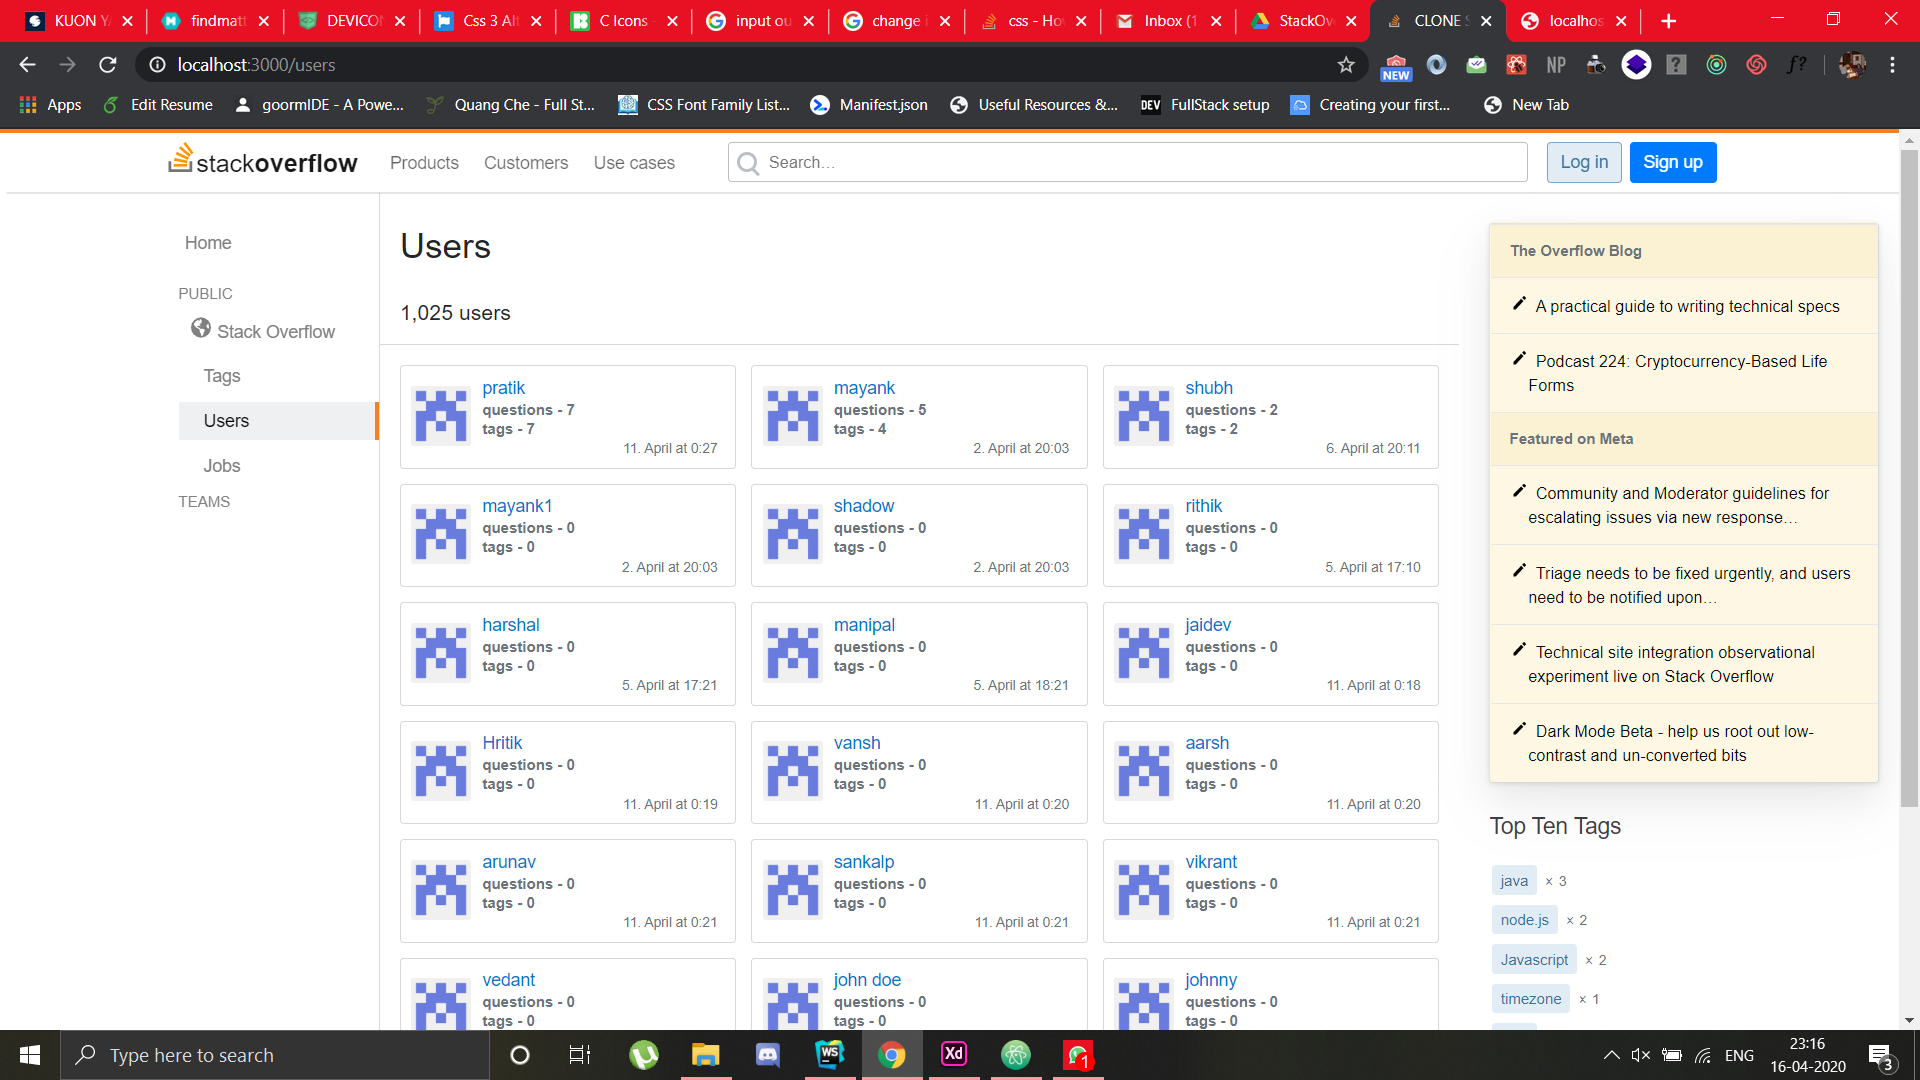 KUON YA
findmatt
DEVICON
Css 3 Alt
C Icons -
input ou
change i
css - How
Inbox (1
StackOve
CLONE S
localhos
localhost:3000/users
NEW
NP
f?
Apps
Edit Resume
goormIDE - A Powe...
Quang Che - Full St...
CSS Font Family List...
Manifest.json
Useful Resources &...
DEV FullStack setup
Creating your first...
New Tab
stackoverflow
Products
Customers
Use cases
Search...
Log in
Sign up
Home
PUBLIC
Stack Overflow
Tags
Users
Jobs
TEAMS
Users
1,025 users
pratik
questions - 7
tags - 7
11. April at 0:27
mayank
questions - 5
tags - 4
2. April at 20:03
shubh
questions - 2
tags - 2
6. April at 20:11
mayank1
questions - 0
tags - 0
2. April at 20:03
shadow
questions - 0
tags - 0
2. April at 20:03
rithik
questions - 0
tags - 0
5. April at 17:10
harshal
questions - 0
tags - 0
5. April at 17:21
manipal
questions - 0
tags - 0
5. April at 18:21
jaidev
questions - 0
tags - 0
11. April at 0:18
Hritik
questions - 0
tags - 0
11. April at 0:19
vansh
questions - 0
tags - 0
11. April at 0:20
aarsh
questions - 0
tags - 0
11. April at 0:20
arunav
questions - 0
tags - 0
11. April at 0:21
sankalp
questions - 0
tags - 0
11. April at 0:21
vikrant
questions - 0
tags - 0
11. April at 0:21
vedant
questions - 0
tags - 0
john doe
questions - 0
tags - 0
johnny
questions - 0
tags - 0
The Overflow Blog
A practical guide to writing technical specs
Podcast 224: Cryptocurrency-Based Life
Forms
Featured on Meta
Community and Moderator guidelines for
escalating issues via new response...
Triage needs to be fixed urgently, and users
need to be notified upon...
Technical site integration observational
experiment live on Stack Overflow
Dark Mode Beta - help us root out low-
contrast and un-converted bits
Top Ten Tags
java × 3
node.js × 2
Javascript × 2
timezone × 1
Type here to search
WS
Xd
1
ENG
23:16
16-04-2020
3